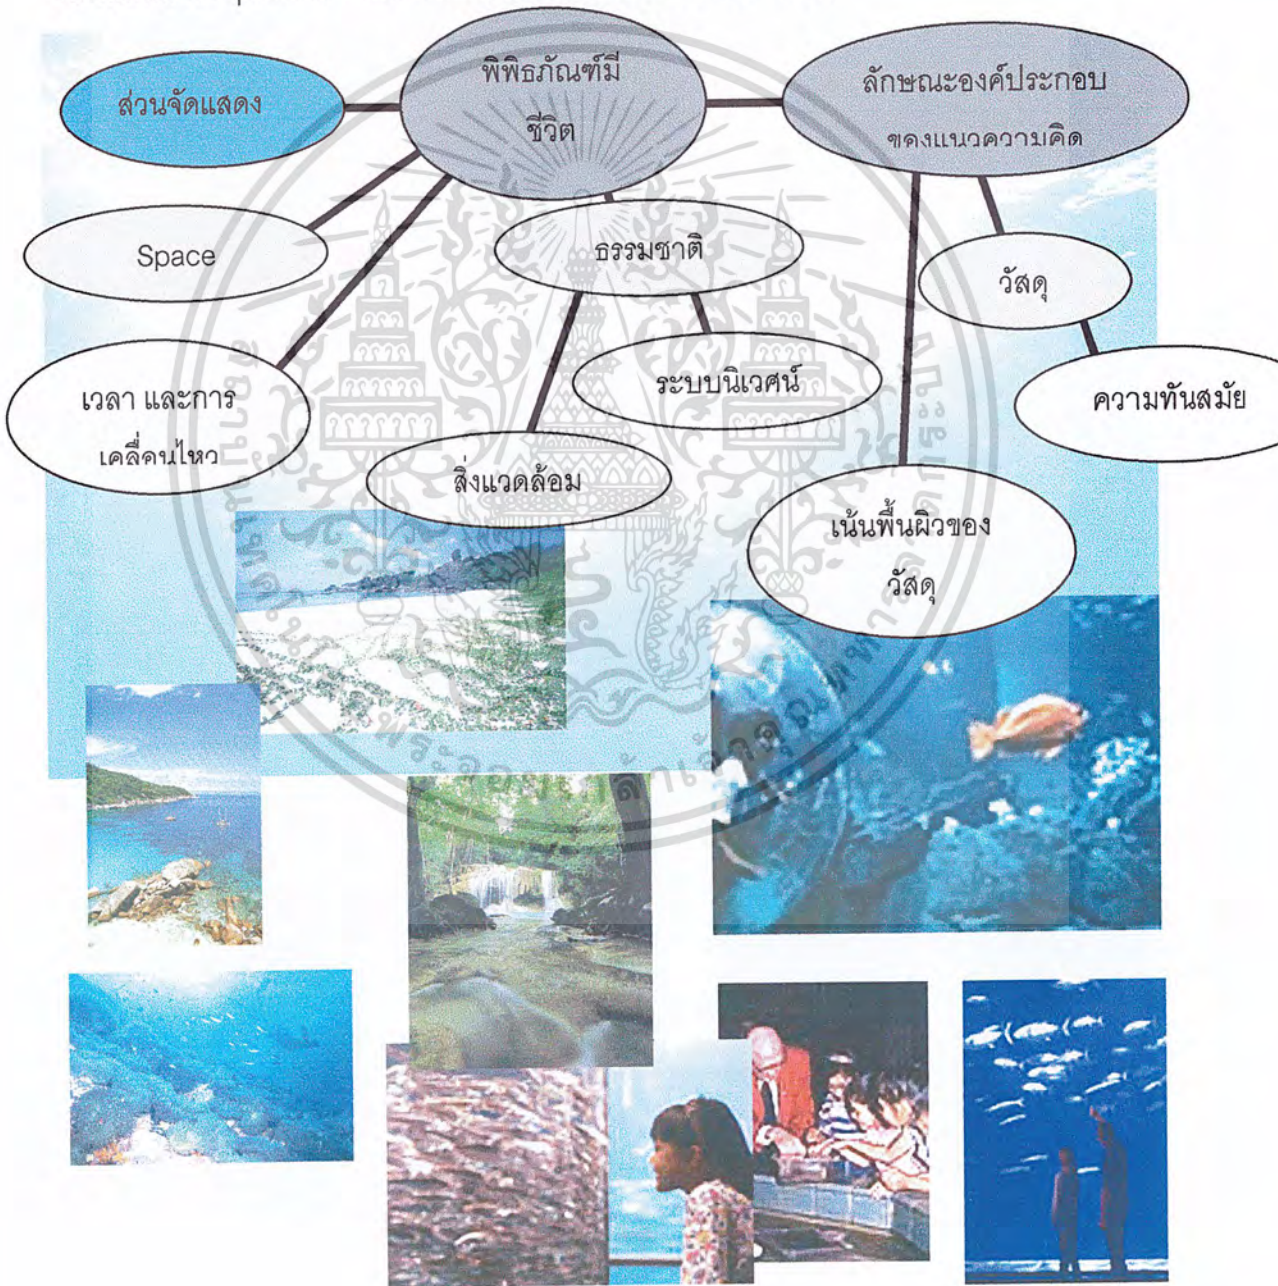 ส่วนจัดแสดง
พิพิธภัณฑ์มี
ชีวิต
ลักษณะองค์ประกอบ
ของแนวความคิด
Space
ธรรมชาติ
วัสดุ
เวลา และการ
เคลื่อนไหว
ระบบนิเวศน์
ความทันสมัย
สิ่งแวดล้อม
เน้นพื้นผิวของ
วัสดุ